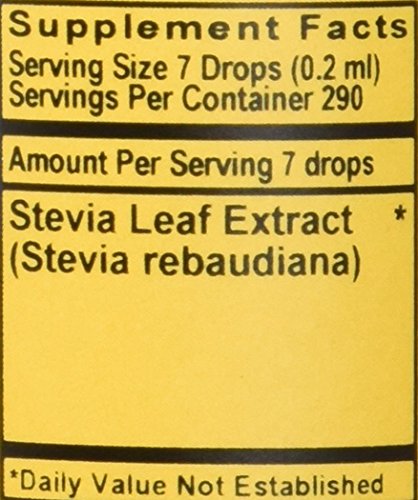 Supplement Facts
Serving Size 7 Drops (0.2 ml)
Servings Per Container 290
Amount Per Serving 7 drops
Stevia Leaf Extract *
(Stevia rebaudiana)
*Daily Value Not Established